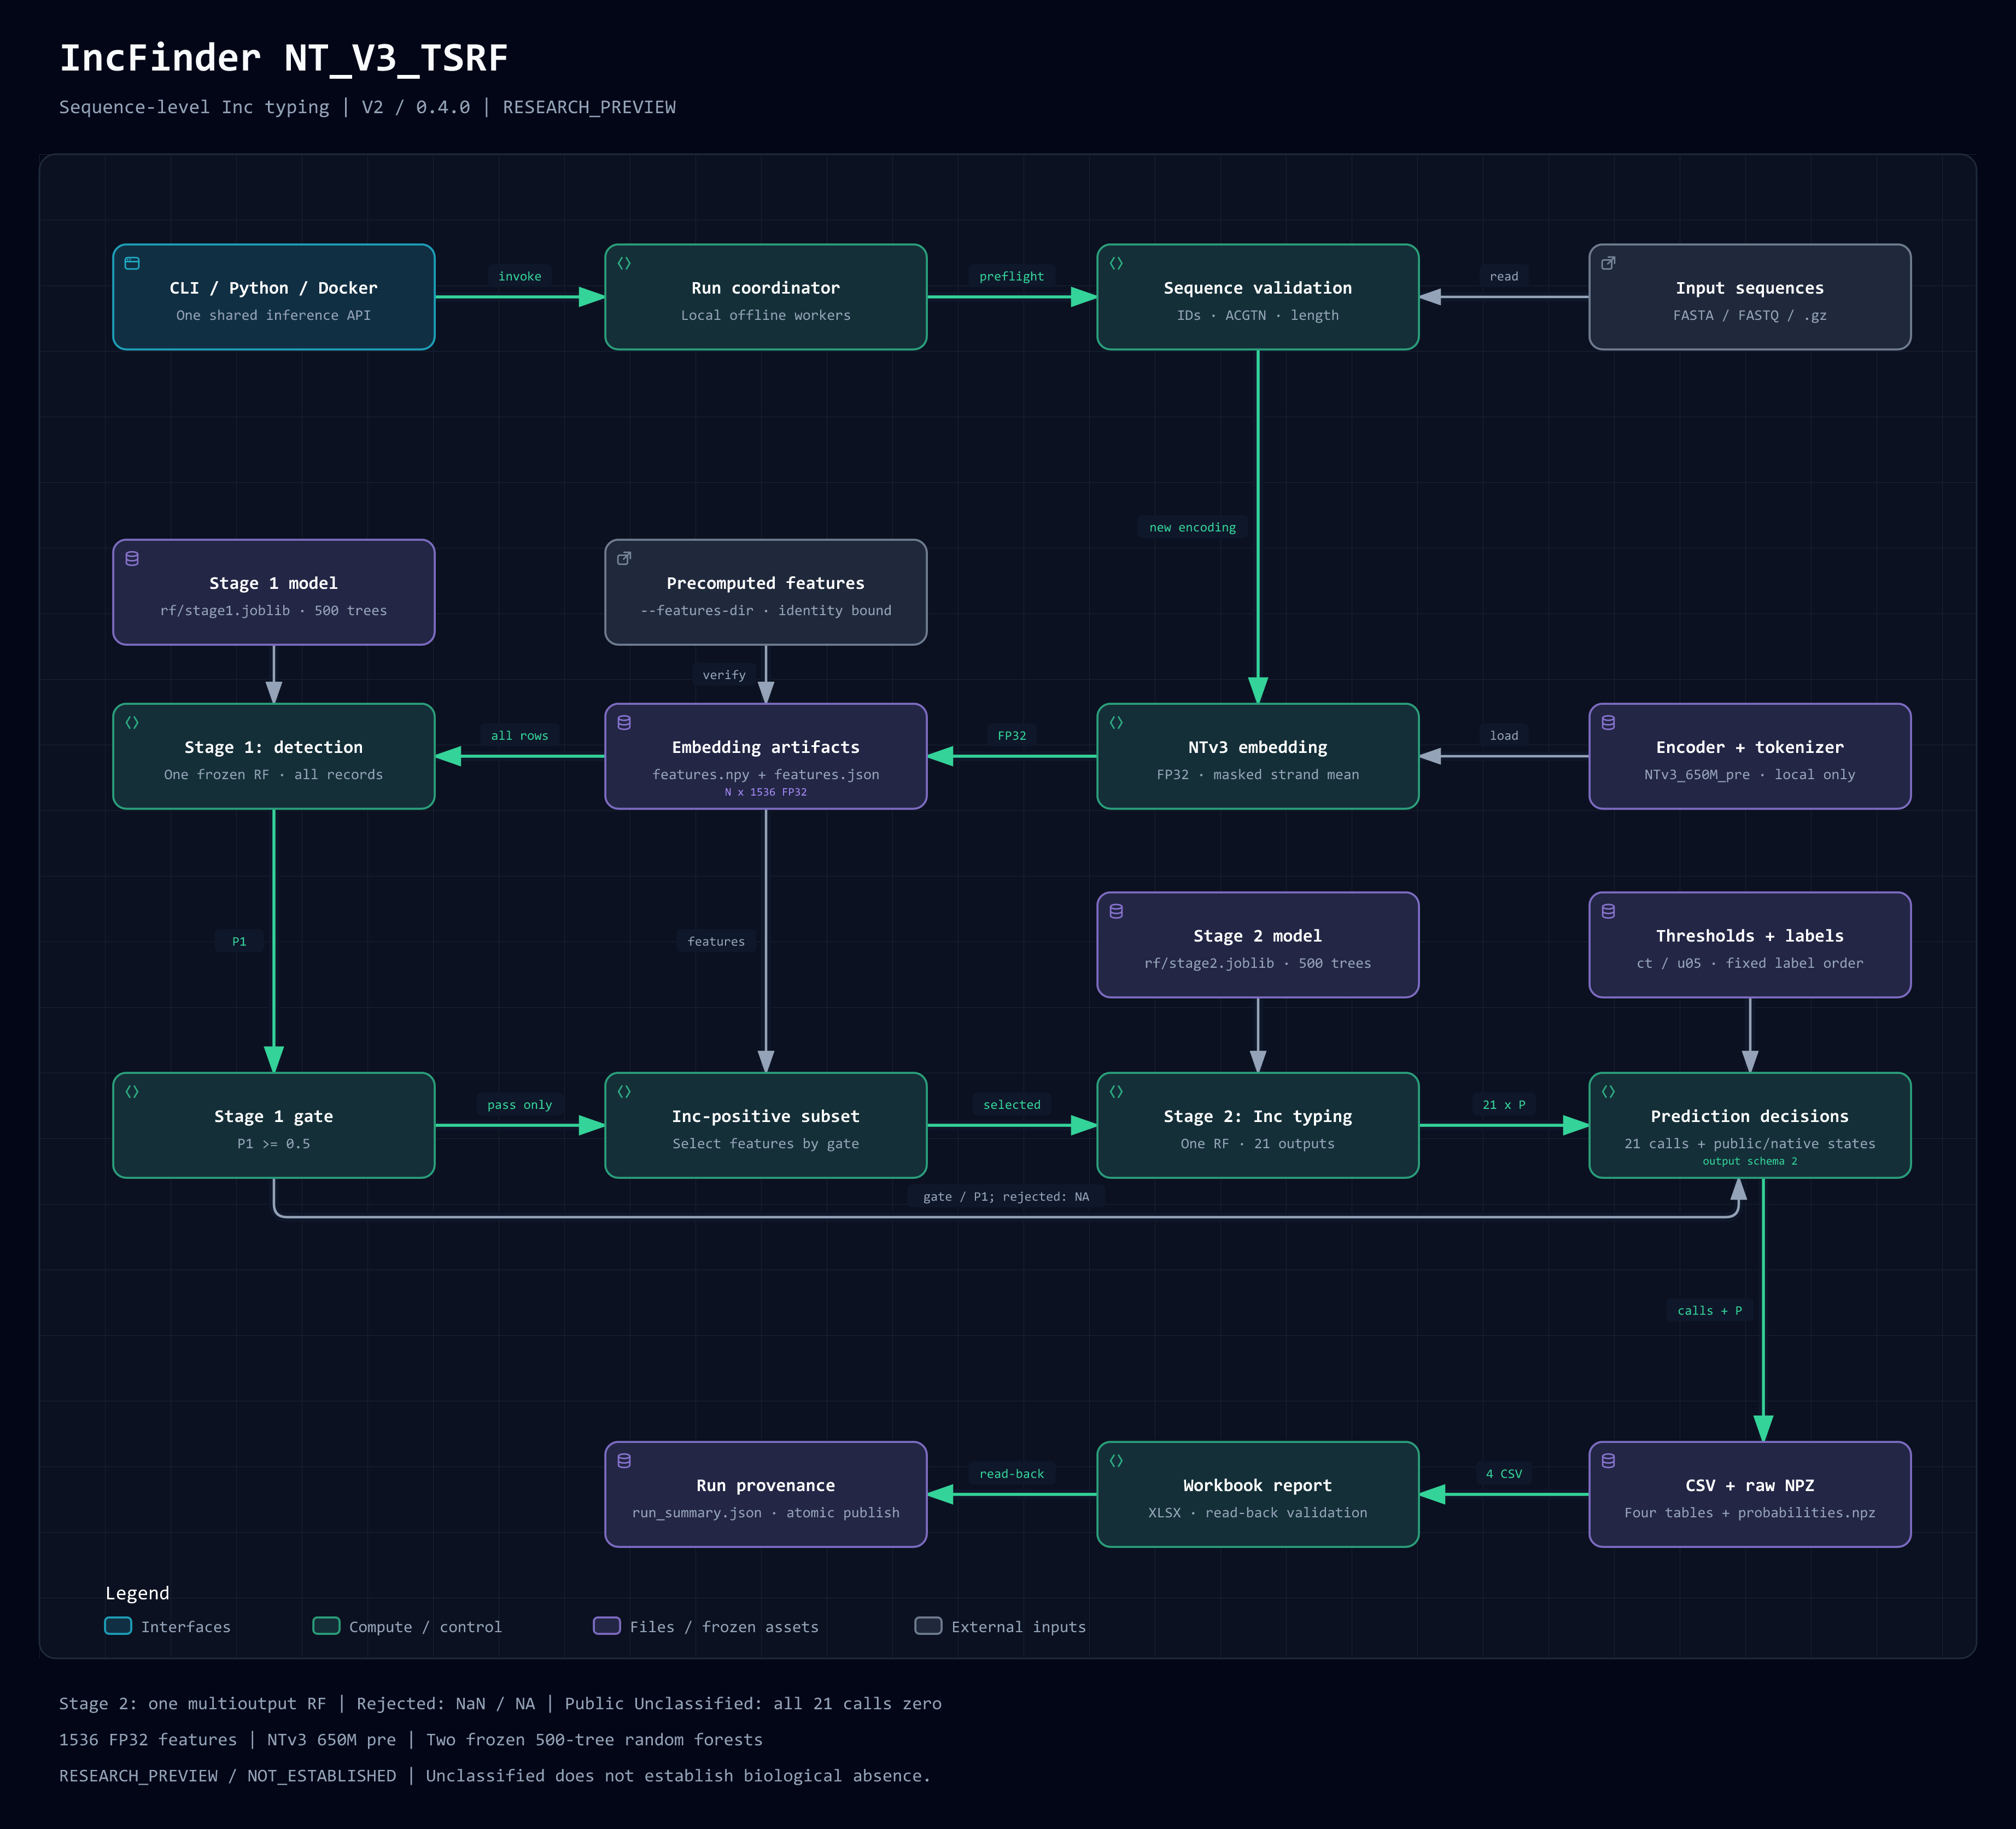 IncFinder NT_V3_TSRF
Sequence-level Inc typing | V2 / 0.4.0 | RESEARCH_PREVIEW
CLI / Python / Docker
One shared inference API
invoke
Run coordinator
Local offline workers
preflight
Sequence validation
IDs · ACGTN · length
read
Input sequences
FASTA / FASTQ / .gz
new encoding
Stage 1 model
rf/stage1.joblib · 500 trees
Precomputed features
--features-dir · identity bound
verify
Stage 1: detection
One frozen RF · all records
all rows
Embedding artifacts
features.npy + features.json
N x 1536 FP32
FP32
NTv3 embedding
FP32 · masked strand mean
load
Encoder + tokenizer
NTv3_650M_pre · local only
P1
features
Stage 2 model
rf/stage2.joblib · 500 trees
Thresholds + labels
ct / u05 · fixed label order
Stage 1 gate
P1 >= 0.5
pass only
Inc-positive subset
Select features by gate
selected
Stage 2: Inc typing
One RF · 21 outputs
21 x P
Prediction decisions
21 calls + public/native states
output schema 2
gate / P1; rejected: NA
calls + P
Run provenance
run_summary.json · atomic publish
read-back
Workbook report
XLSX · read-back validation
4 CSV
CSV + raw NPZ
Four tables + probabilities.npz
Legend
Interfaces
Compute / control
Files / frozen assets
External inputs
Stage 2: one multioutput RF | Rejected: NaN / NA | Public Unclassified: all 21 calls zero
1536 FP32 features | NTv3 650M pre | Two frozen 500-tree random forests
RESEARCH_PREVIEW / NOT_ESTABLISHED | Unclassified does not establish biological absence.